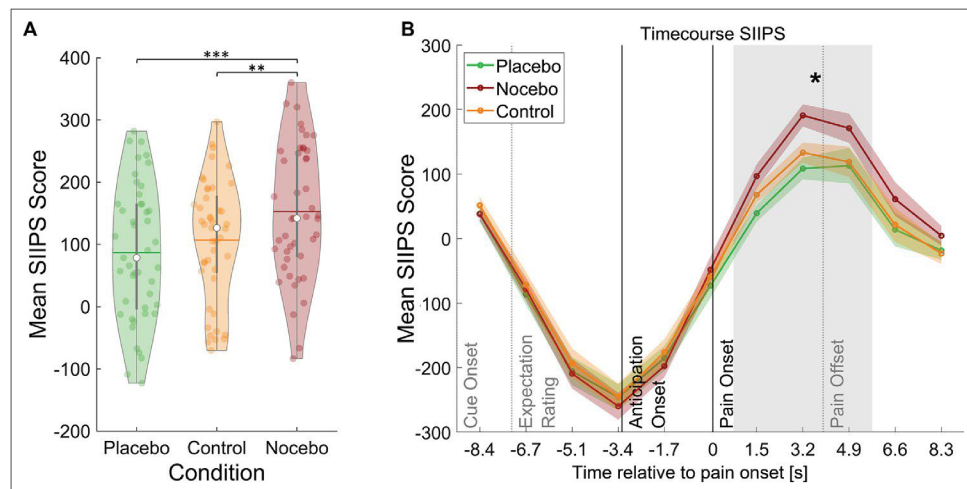 A
Mean SIIPS Score
400
300
200
100
0
-100
-200
***
**
Placebo
Control
Nocebo
Condition
B
Timecourse SIIPS
Mean SIIPS Score
300
200
100
0
-100
-200
-300
Placebo
Nocebo
Control
*
Cue Onset
Expectation
Rating
Anticipation
Onset
Pain Onset
Pain Offset
-8.4 -6.7 -5.1 -3.4 -1.7 0 1.5 3.2 4.9 6.6 8.3
Time relative to pain onset [s]